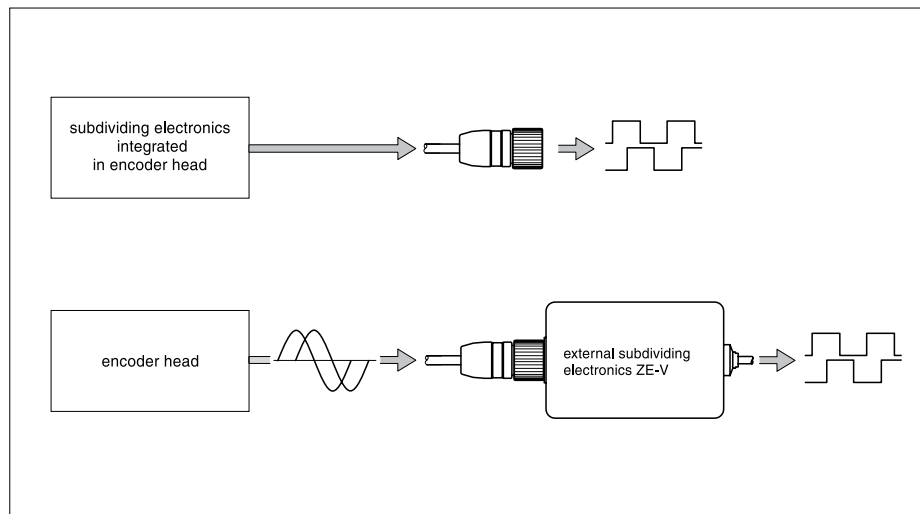 subdividing electronics
integrated
in encoder head
encoder head
external subdividing
electronics ZE-V